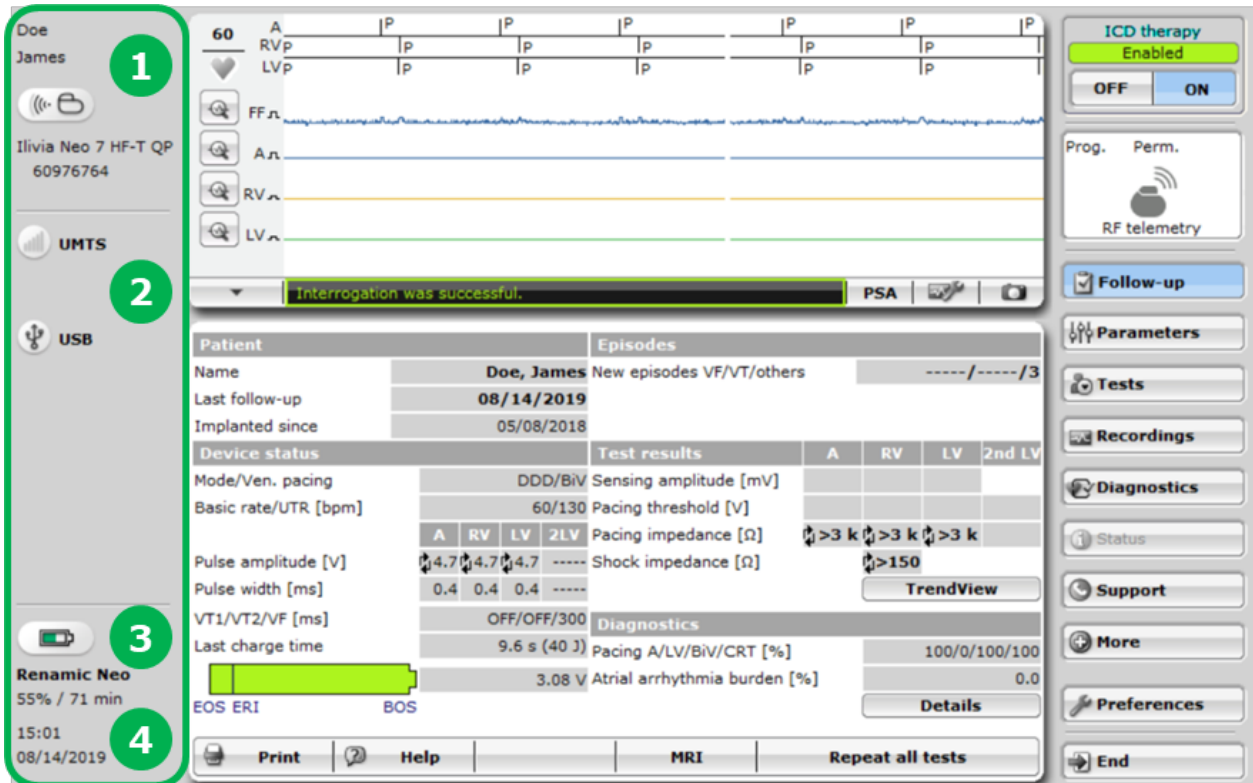 Doe
James
1
Ilivia Neo 7 HF-T QP
60976764
UMTS
2
USB
3
Renamic Neo
55% / 71 min
15:01
08/14/2019
4
60
A P P P P P P
RV P P P P P P
LV P P P P P P
FF
A
RV
LV
Interrogation was successful. PSA
Patient
Name Doe, James
Last follow-up 08/14/2019
Implanted since 05/08/2018
Device status
Mode/Ven. pacing DDD/BiV
Basic rate/UTR [bpm] 60/130
A RV LV 2LV
Pulse amplitude [V] 4.7 4.7 4.7 -----
Pulse width [ms] 0.4 0.4 0.4 -----
VT1/VT2/VF [ms] OFF/OFF/300
Last charge time 9.6 s (40 J)
3.08 V
EOS ERI BOS
Episodes
New episodes VF/VT/others -----/-----/3
Test results A RV LV 2nd LV
Sensing amplitude [mV]
Pacing threshold [V]
Pacing impedance [Ω] >3 k >3 k >3 k
Shock impedance [Ω] >150
TrendView
Diagnostics
Pacing A/LV/BiV/CRT [%] 100/0/100/100
Atrial arrhythmia burden [%] 0.0
Details
Print Help MRI Repeat all tests
ICD therapy
Enabled
OFF ON
Prog. Perm.
RF telemetry
Follow-up
Parameters
Tests
Recordings
Diagnostics
Status
Support
More
Preferences
End